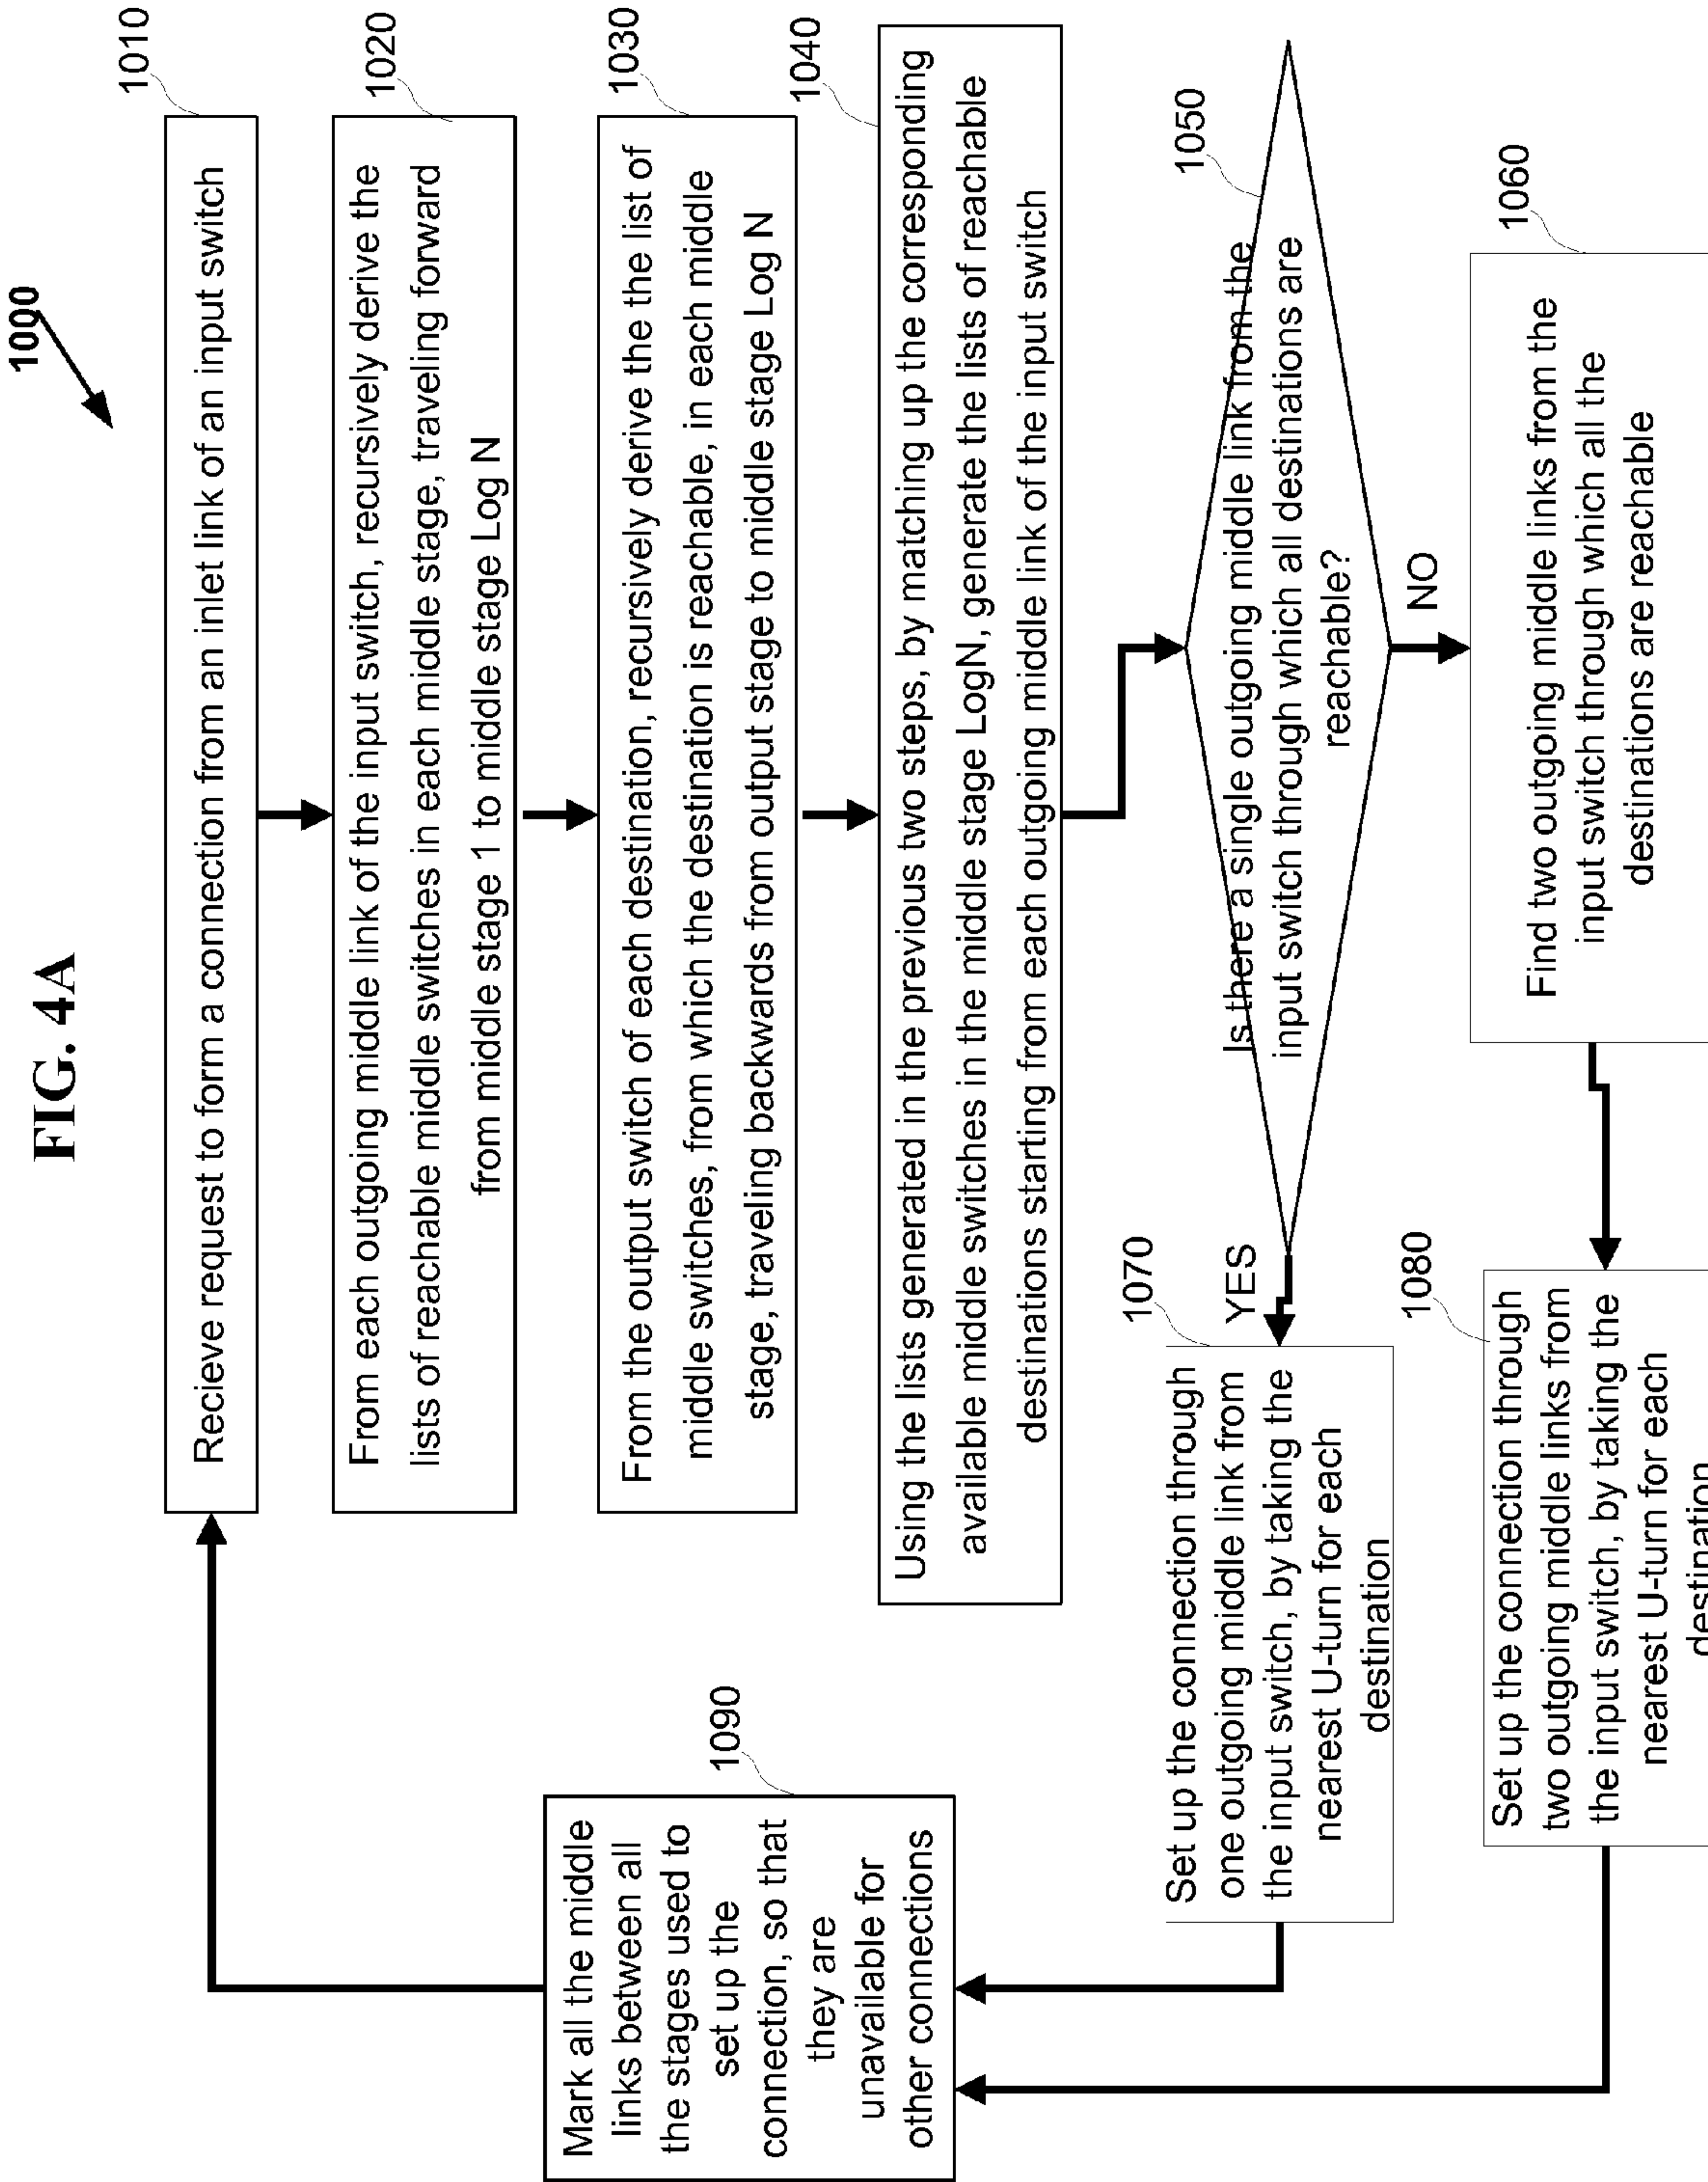 FIG. 4A
1000
1010
Recieve request to form a connection from an inlet link of an input switch
1020
From each outgoing middle link of the input switch, recursively derive the
lists of reachable middle switches in each middle stage, traveling forward
from middle stage 1 to middle stage Log N
1030
From the output switch of each destination, recursively derive the the list of
middle switches, from which the destination is reachable, in each middle
stage, traveling backwards from output stage to middle stage Log N
1040
Using the lists generated in the previous two steps, by matching up the corresponding
available middle switches in the middle stage LogN, generate the lists of reachable
destinations starting from each outgoing middle link of the input switch
1050
Is there a single outgoing middle link from the
input switch through which all destinations are
reachable?
YES
NO
1060
Find two outgoing middle links from the
input switch through which all the
destinations are reachable
1070
Set up the connection through
one outgoing middle link from
the input switch, by taking the
nearest U-turn for each
destination
1080
Set up the connection through
two outgoing middle links from
the input switch, by taking the
nearest U-turn for each
destination
1090
Mark all the middle
links between all
the stages used to
set up the
connection, so that
they are
unavailable for
other connections